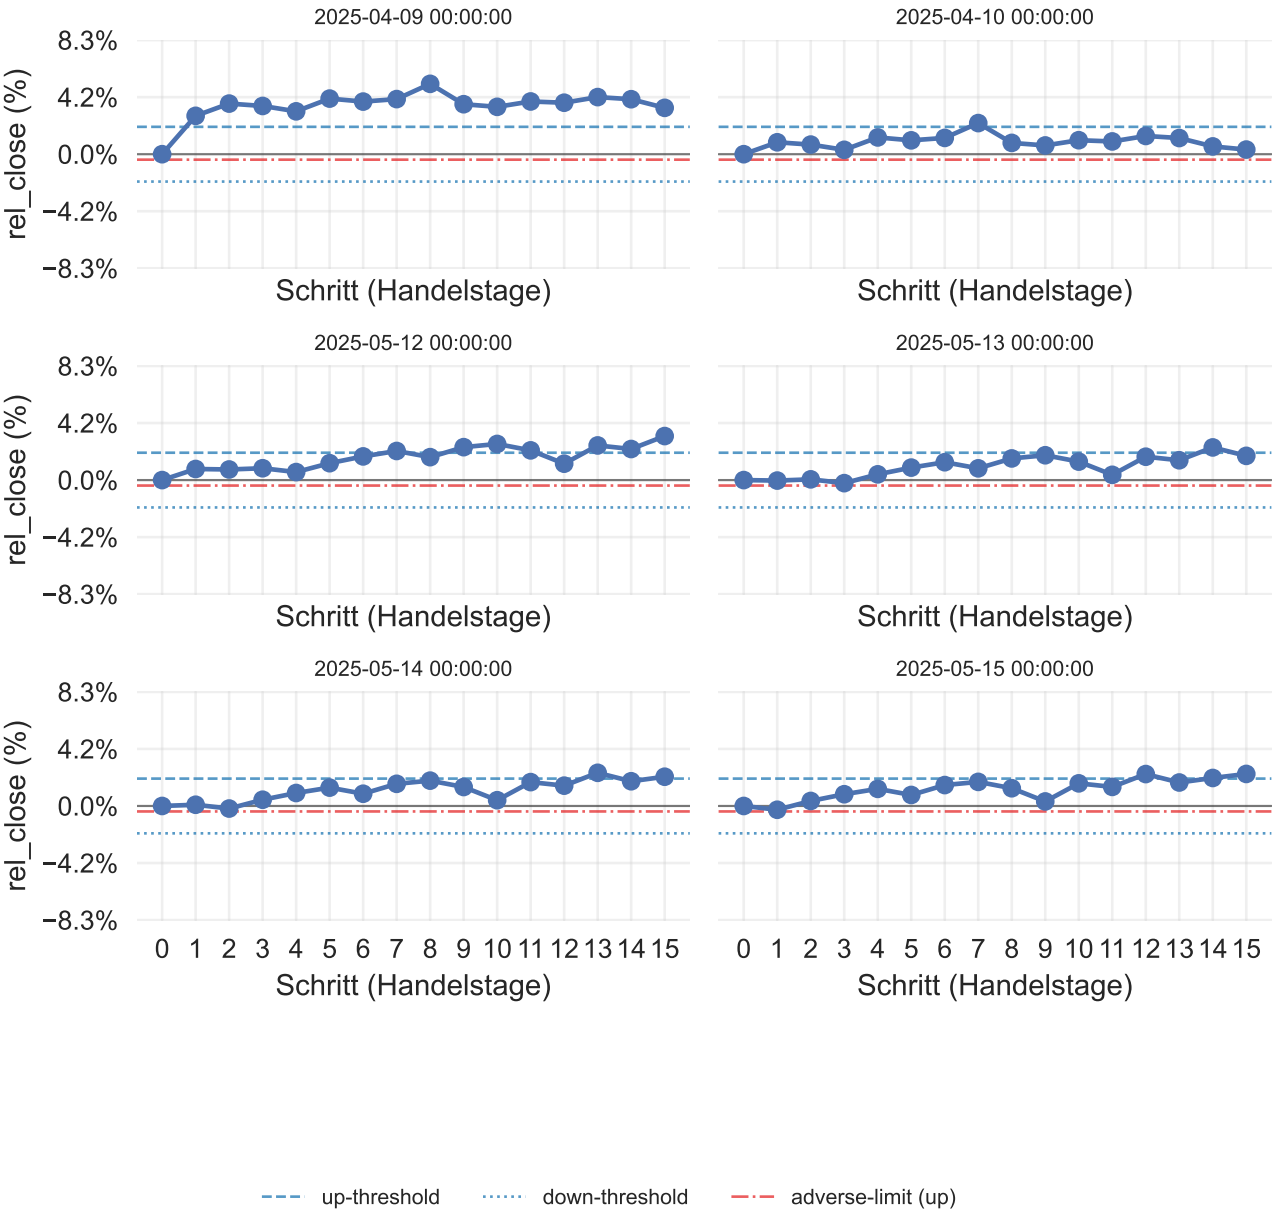 2025-04-09 00:00:00
2025-04-10 00:00:00
rel_close (%)
8.3%
4.2%
0.0%
−4.2%
−8.3%
Schritt (Handelstage)
Schritt (Handelstage)
2025-05-12 00:00:00
2025-05-13 00:00:00
rel_close (%)
8.3%
4.2%
0.0%
−4.2%
−8.3%
Schritt (Handelstage)
Schritt (Handelstage)
2025-05-14 00:00:00
2025-05-15 00:00:00
rel_close (%)
8.3%
4.2%
0.0%
−4.2%
−8.3%
0 1 2 3 4 5 6 7 8 9 10 11 12 13 14 15
0 1 2 3 4 5 6 7 8 9 10 11 12 13 14 15
Schritt (Handelstage)
Schritt (Handelstage)
up-threshold
down-threshold
adverse-limit (up)